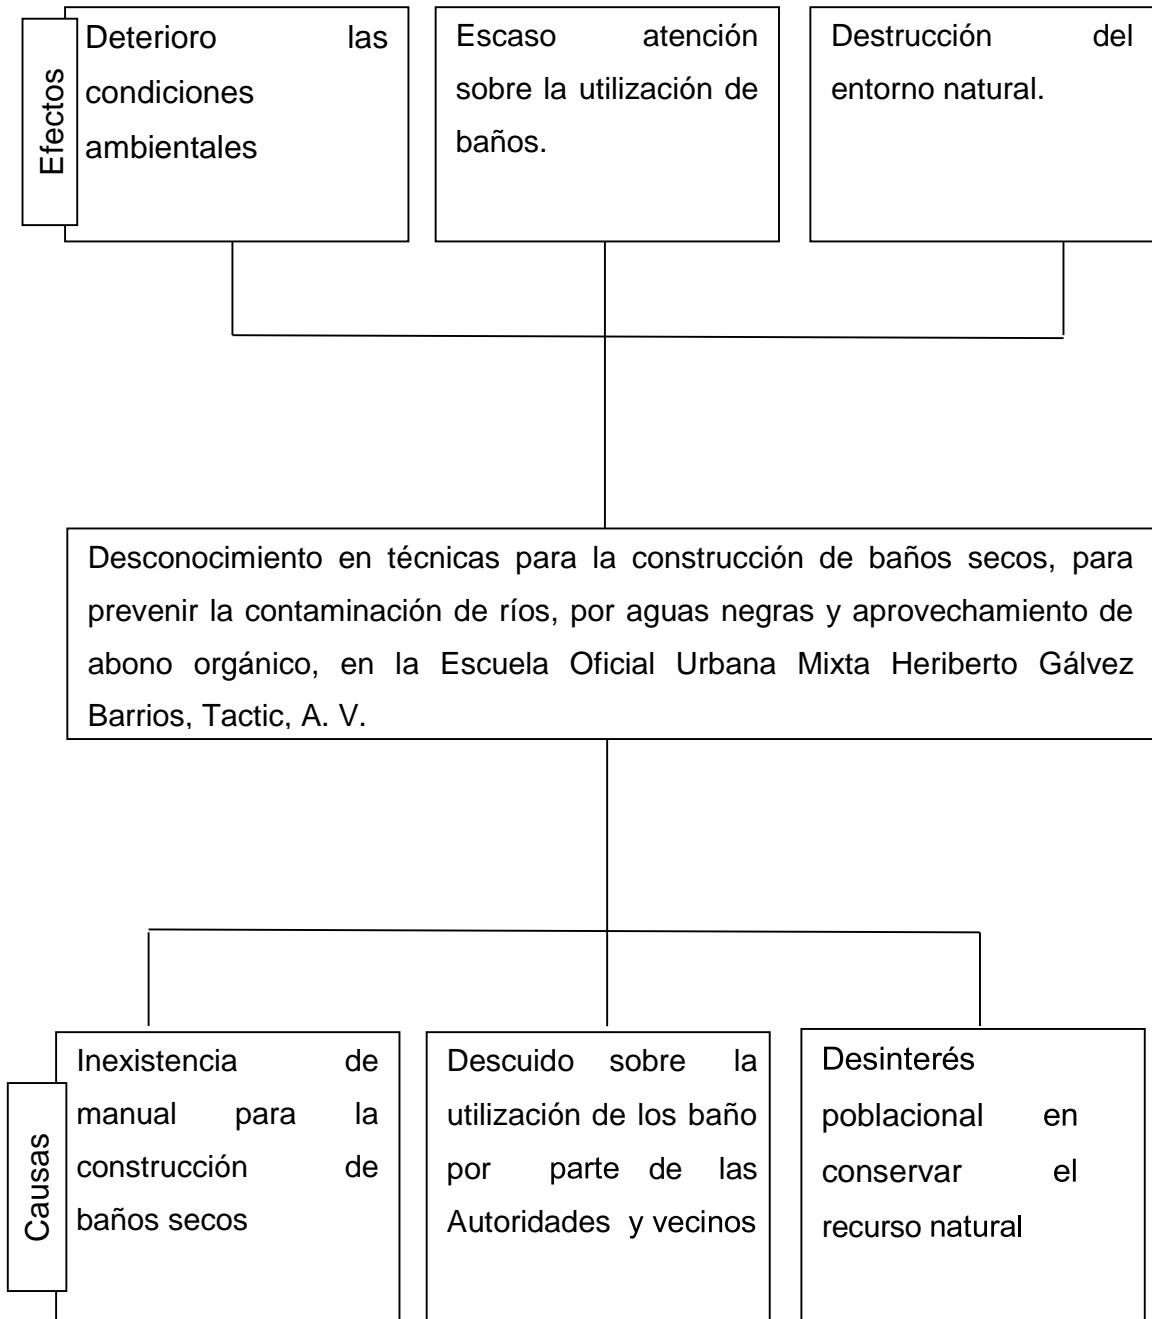 Efectos
Deterioro las
condiciones
ambientales
Escaso atención
sobre la utilización de
baños.
Destrucción del
entorno natural.
Desconocimiento en técnicas para la construcción de baños secos, para
prevenir la contaminación de ríos, por aguas negras y aprovechamiento de
abono orgánico, en la Escuela Oficial Urbana Mixta Heriberto Gálvez
Barrios, Tactic, A. V.
Causas
Inexistencia de
manual para la
construcción de
baños secos
Descuido sobre la
utilización de los baño
por parte de las
Autoridades y vecinos
Desinterés
poblacional en
conservar el
recurso natural